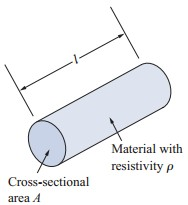 l
Material with
resistivity ρ
Cross-sectional
area A